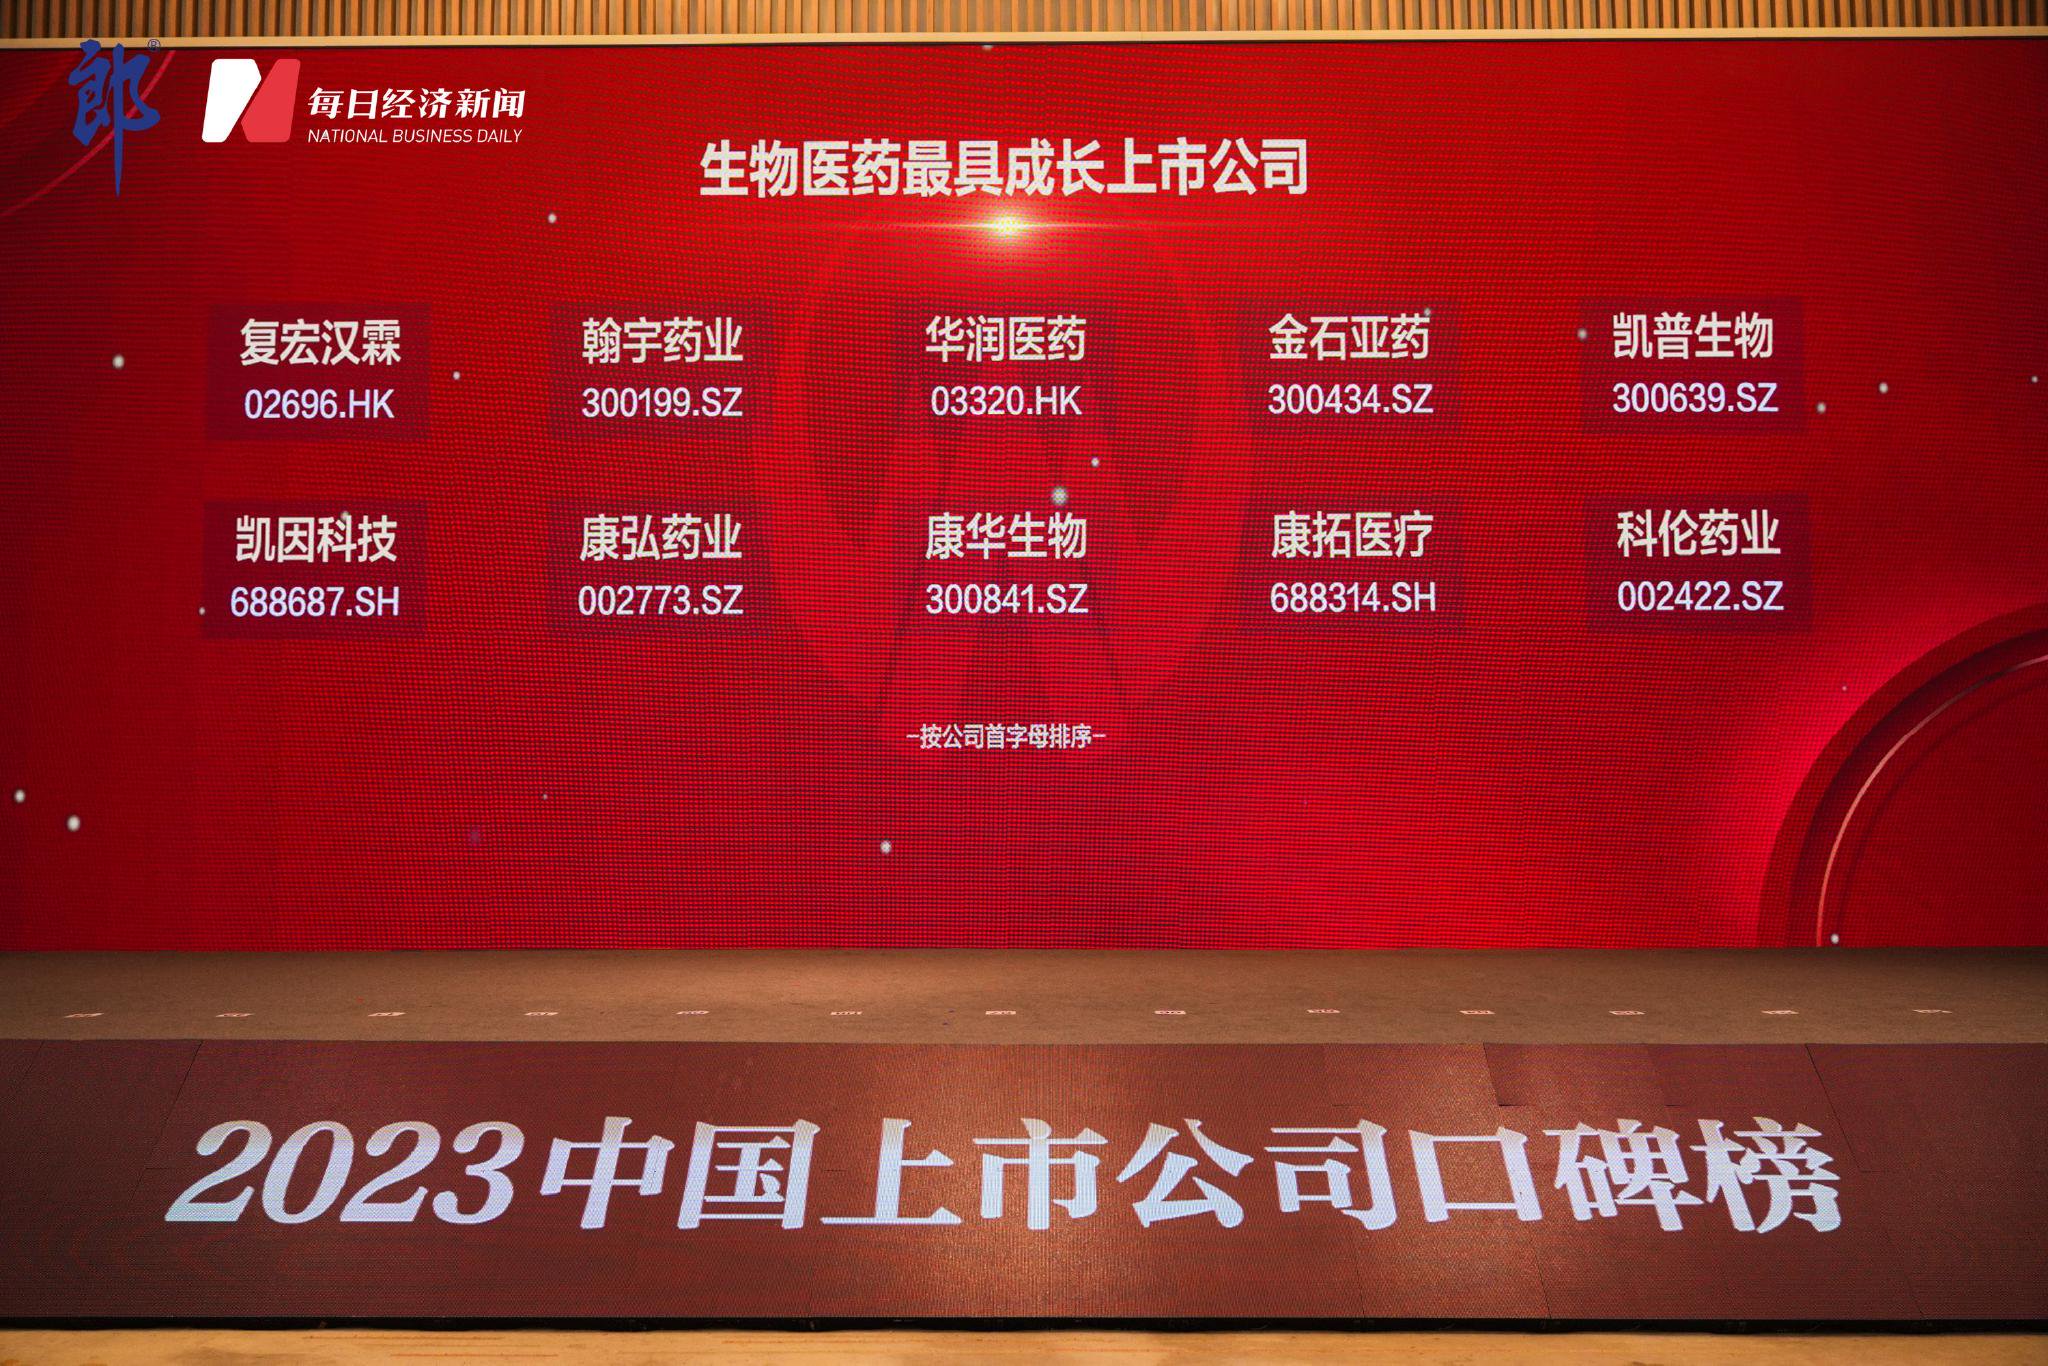 郎®
每日经济新闻
NATIONAL BUSINESS DAILY
生物医药最具成长上市公司
复宏汉霖 翰宇药业 华润医药 金石亚药 凯普生物
02696.HK 300199.SZ 03320.HK 300434.SZ 300639.SZ
凯因科技 康弘药业 康华生物 康拓医疗 科伦药业
688687.SH 002773.SZ 300841.SZ 688314.SH 002422.SZ
-按公司首字母排序-
2023中国上市公司口碑榜